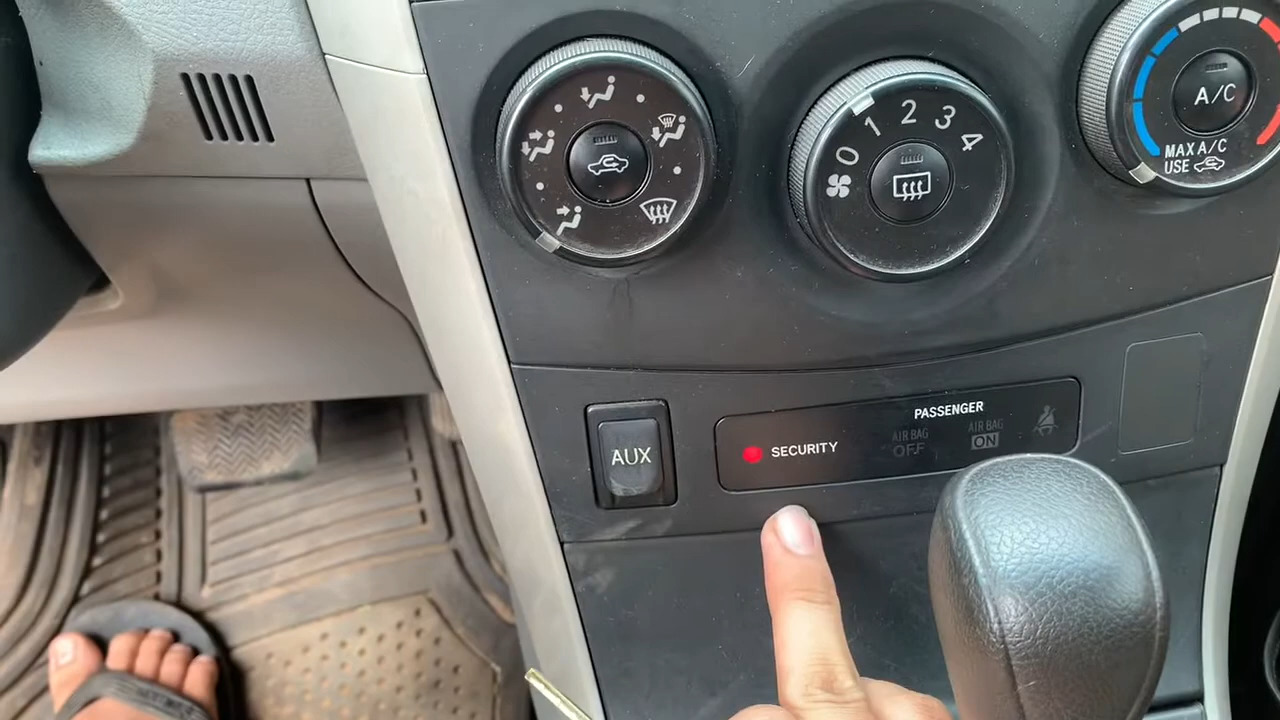 0 1 2 3 4
A/C
MAX A/C
USE
AUX
SECURITY
PASSENGER
AIR BAG
OFF
AIR BAG
ON